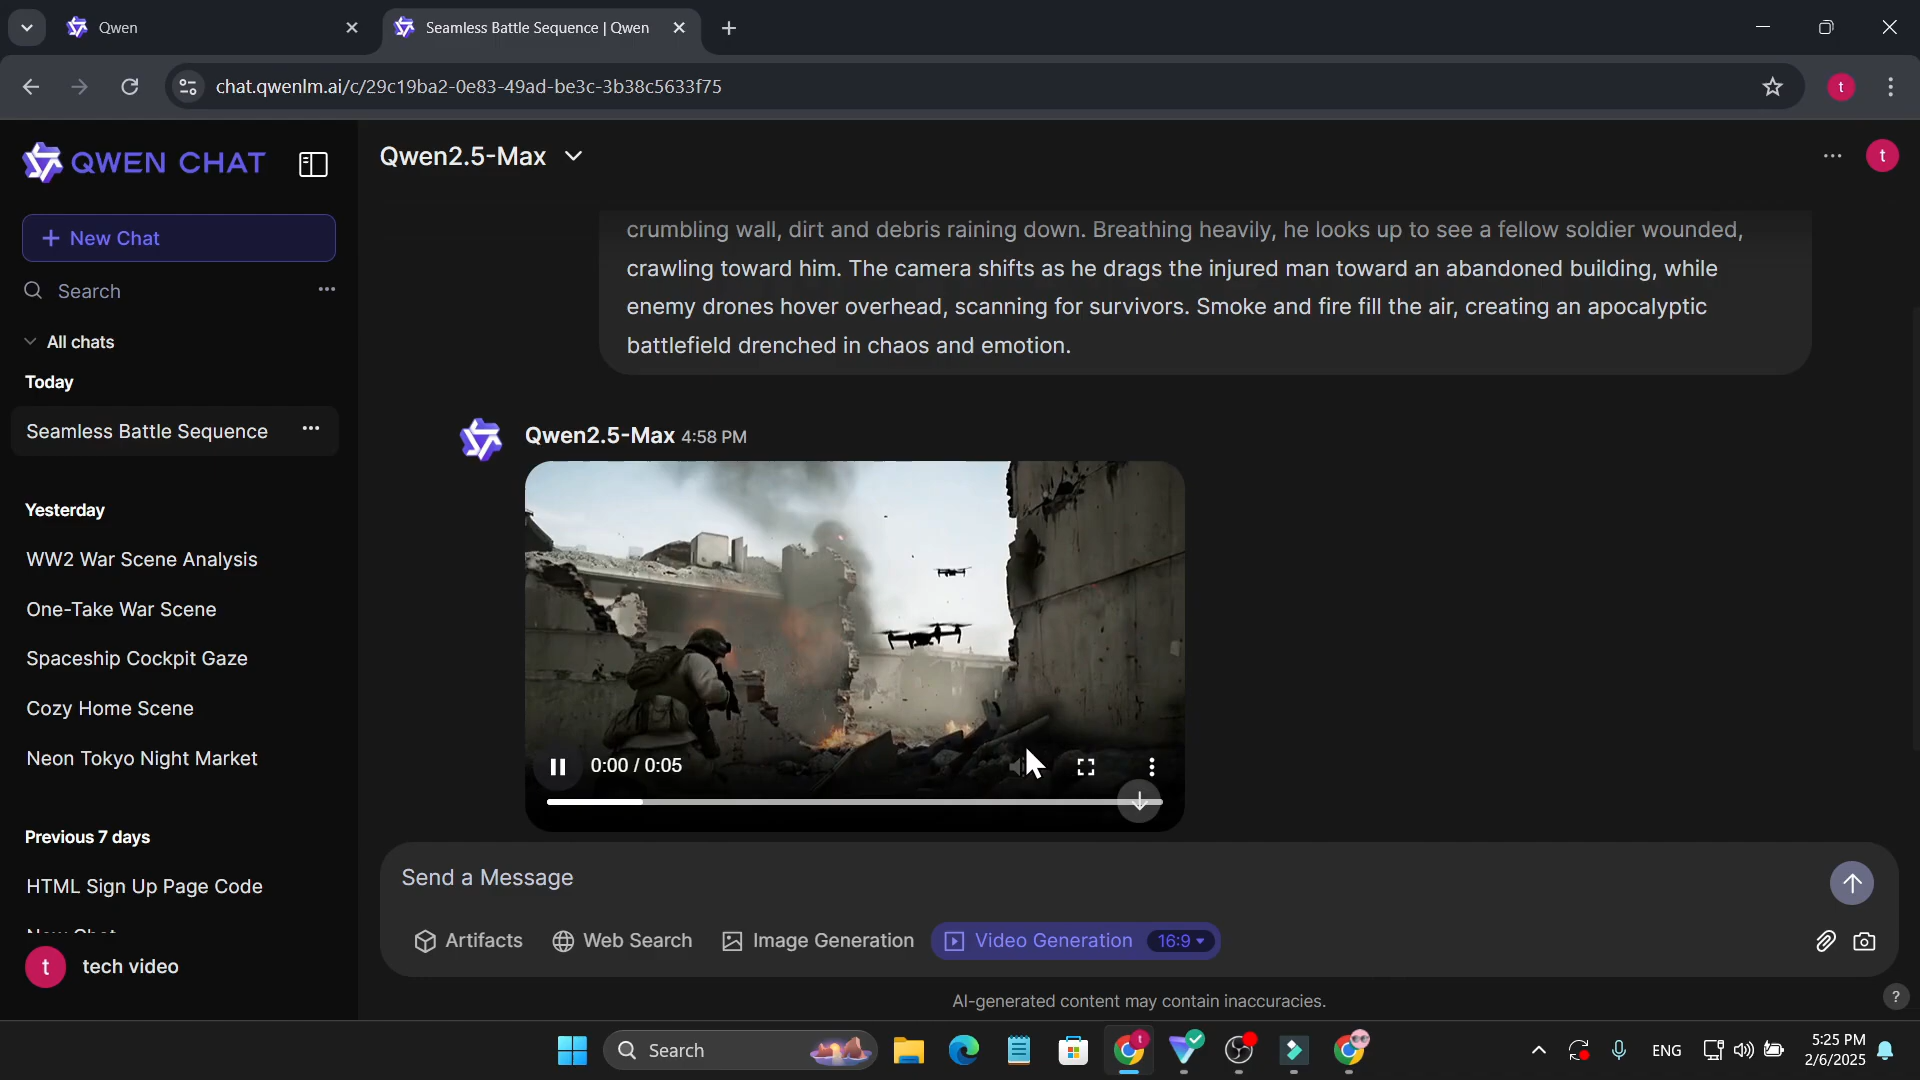 Qwen
Seamless Battle Sequence | Qwen
chat.qwenlm.ai/c/29c19ba2-0e83-49ad-be3c-3b38c5633f75
t
QWEN CHAT
Qwen2.5-Max
t
New Chat
Search
All chats
Today
Seamless Battle Sequence
Yesterday
WW2 War Scene Analysis
One-Take War Scene
Spaceship Cockpit Gaze
Cozy Home Scene
Neon Tokyo Night Market
Previous 7 days
HTML Sign Up Page Code
t
tech video
crumbling wall, dirt and debris raining down. Breathing heavily, he looks up to see a fellow soldier wounded,
crawling toward him. The camera shifts as he drags the injured man toward an abandoned building, while
enemy drones hover overhead, scanning for survivors. Smoke and fire fill the air, creating an apocalyptic
battlefield drenched in chaos and emotion.
Qwen2.5-Max 4:58 PM
0:00 / 0:05
Send a Message
Artifacts
Web Search
Image Generation
Video Generation
16:9
AI-generated content may contain inaccuracies.
?
Search
t
ENG
5:25 PM
2/6/2025